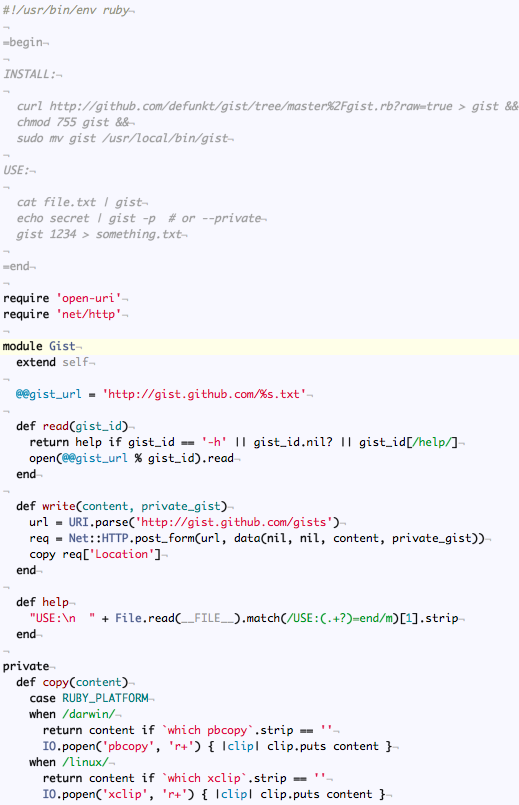 #!/usr/bin/env ruby
=begin
INSTALL:
curl http://github.com/defunkt/gist/tree/master%2Fgist.rb?raw=true > gist &&
chmod 755 gist &&
sudo mv gist /usr/local/bin/gist
USE:
cat file.txt | gist
echo secret | gist -p  # or --private
gist 1234 > something.txt
=end
require 'open-uri'
require 'net/http'
module Gist
extend self
@@gist_url = 'http://gist.github.com/%s.txt'
def read(gist_id)
return help if gist_id == '-h' || gist_id.nil? || gist_id[/help/]
open(@@gist_url % gist_id).read
end
def write(content, private_gist)
url = URI.parse('http://gist.github.com/gists')
req = Net::HTTP.post_form(url, data(nil, nil, content, private_gist))
copy req['Location']
end
def help
"USE:\n  " + File.read(__FILE__).match(/USE:(.+?)=end/m)[1].strip
end
private
def copy(content)
case RUBY_PLATFORM
when /darwin/
return content if `which pbcopy`.strip == ''
IO.popen('pbcopy', 'r+') { |clip| clip.puts content }
when /linux/
return content if `which xclip`.strip == ''
IO.popen('xclip', 'r+') { |clip| clip.puts content }